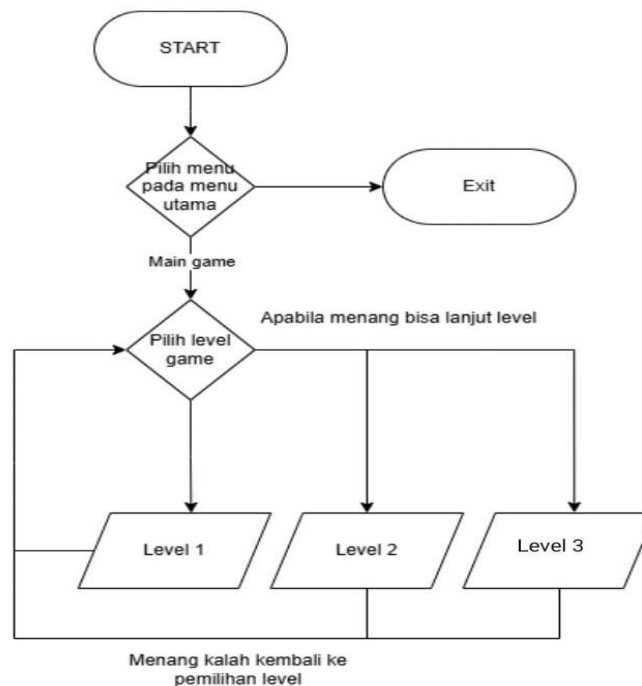 START
Pilih menu
pada menu
utama
Exit
Main game
Apabila menang bisa lanjut level
Pilih level
game
Level 1
Level 2
Level 3
Menang kalah kembali ke
pemilihan level